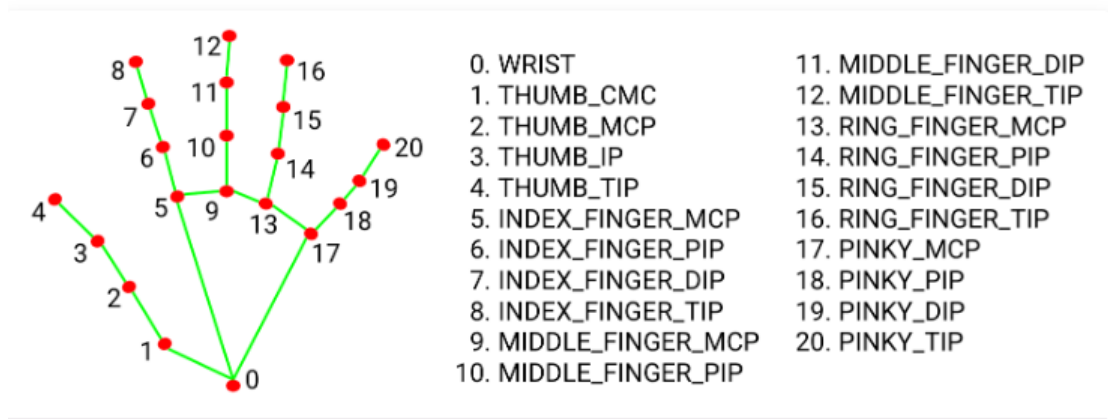 12
8
16
11
7
15
6
10
14
20
19
4
5
9
13
18
3
17
2
1
0
0. WRIST
1. THUMB_CMC
2. THUMB_MCP
3. THUMB_IP
4. THUMB_TIP
5. INDEX_FINGER_MCP
6. INDEX_FINGER_PIP
7. INDEX_FINGER_DIP
8. INDEX_FINGER_TIP
9. MIDDLE_FINGER_MCP
10. MIDDLE_FINGER_PIP
11. MIDDLE_FINGER_DIP
12. MIDDLE_FINGER_TIP
13. RING_FINGER_MCP
14. RING_FINGER_PIP
15. RING_FINGER_DIP
16. RING_FINGER_TIP
17. PINKY_MCP
18. PINKY_PIP
19. PINKY_DIP
20. PINKY_TIP